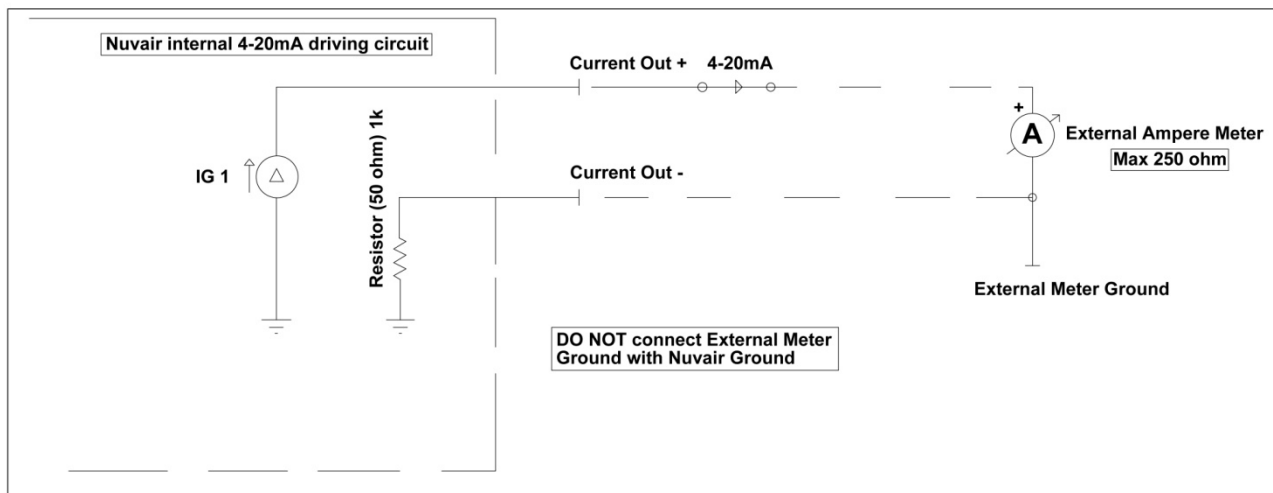 Nuvair internal 4-20mA driving circuit
Current Out + 4-20mA
+
A
External Ampere Meter
Max 250 ohm
IG 1
Resistor (50 ohm) 1k
Current Out -
External Meter Ground
DO NOT connect External Meter
Ground with Nuvair Ground